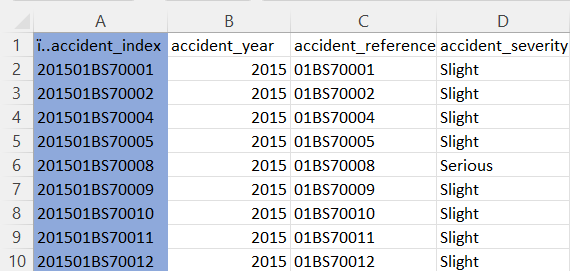 A B C D
1 ï..accident_index accident_year accident_reference accident_severity
2 201501BS70001 2015 01BS70001 Slight
3 201501BS70002 2015 01BS70002 Slight
4 201501BS70004 2015 01BS70004 Slight
5 201501BS70005 2015 01BS70005 Slight
6 201501BS70008 2015 01BS70008 Serious
7 201501BS70009 2015 01BS70009 Slight
8 201501BS70010 2015 01BS70010 Slight
9 201501BS70011 2015 01BS70011 Slight
10 201501BS70012 2015 01BS70012 Slight